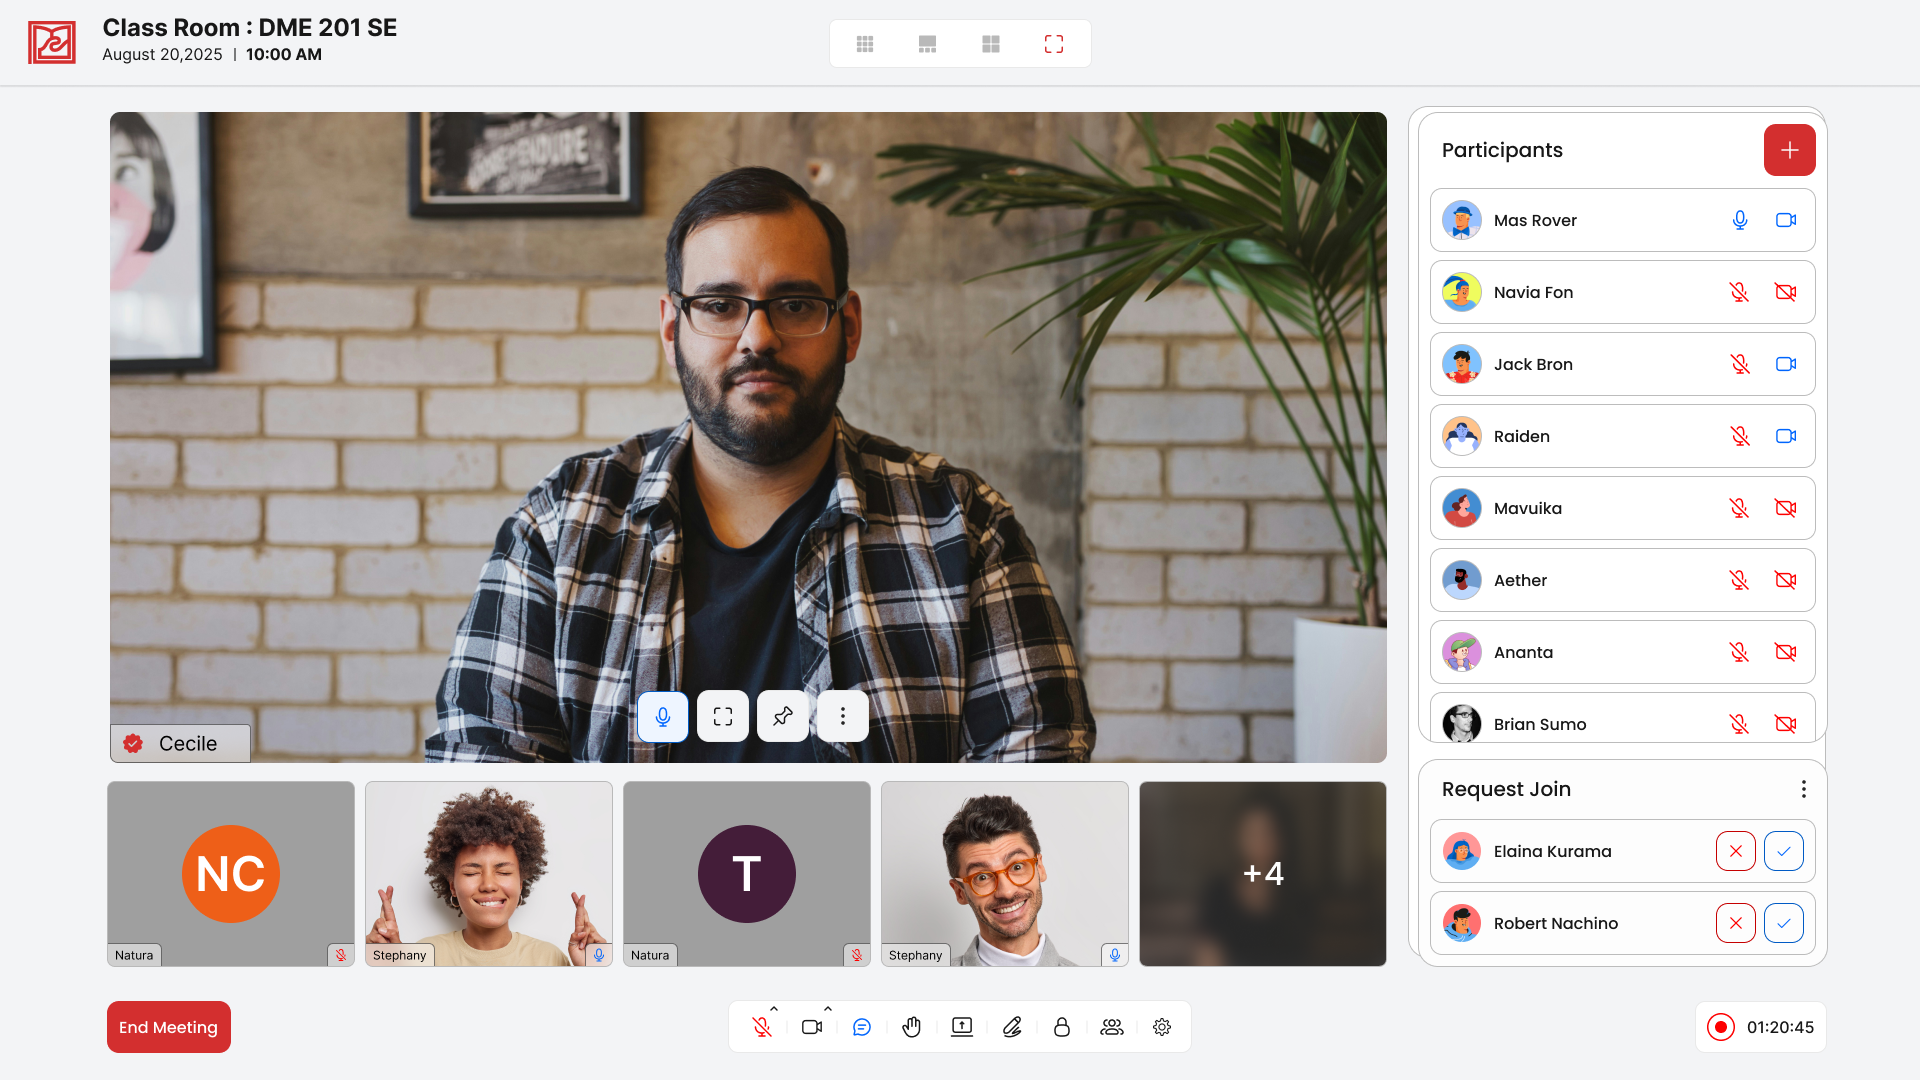 Class Room : DME 201 SE
August 20,2025 | 10:00 AM
Cecile
NC
Natura
Stephany
T
Natura
Stephany
+4
Participants
Mas Rover
Navia Fon
Jack Bron
Raiden
Mavuika
Aether
Ananta
Brian Sumo
Request Join
Elaina Kurama
Robert Nachino
End Meeting
01:20:45